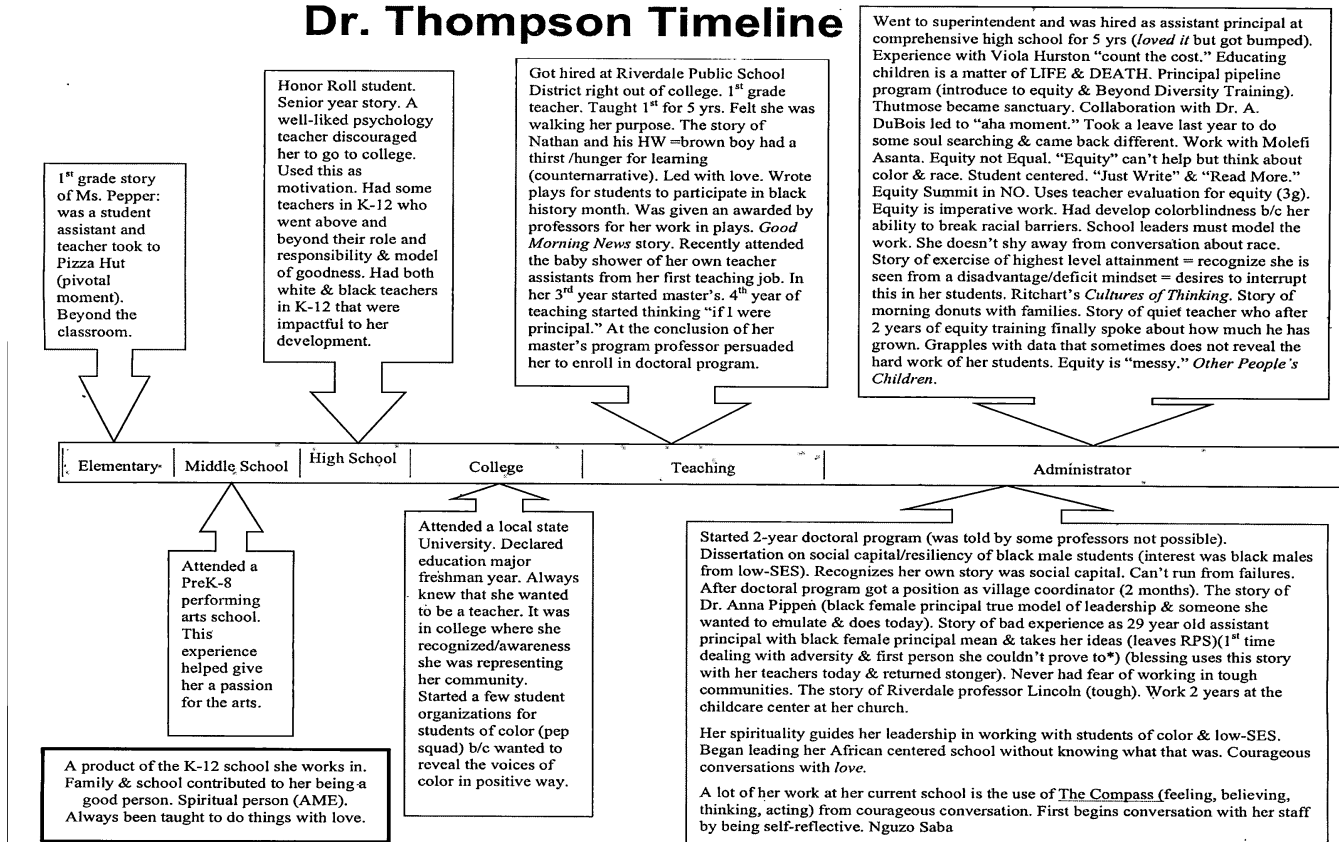 Dr. Thompson Timeline
1st grade story
of Ms. Pepper:
was a student
assistant and
teacher took to
Pizza Hut
(pivotal
moment).
Beyond the
classroom.
Honor Roll student.
Senior year story. A
well-liked psychology
teacher discouraged
her to go to college.
Used this as
motivation. Had some
teachers in K-12 who
went above and
beyond their role and
responsibility & model
of goodness. Had both
white & black teachers
in K-12 that were
impactful to her
development.
Got hired at Riverdale Public School
District right out of college. 1st grade
teacher. Taught 1st for 5 yrs. Felt she was
walking her purpose. The story of
Nathan and his HW =brown boy had a
thirst /hunger for learning
(counternarrative). Led with love. Wrote
plays for students to participate in black
history month. Was given an awarded by
professors for her work in plays. Good
Morning News story. Recently attended
the baby shower of her own teacher
assistants from her first teaching job. In
her 3rd year started master's. 4th year of
teaching started thinking "if I were
principal." At the conclusion of her
master's program professor persuaded
her to enroll in doctoral program.
Went to superintendent and was hired as assistant principal at
comprehensive high school for 5 yrs (loved it but got bumped).
Experience with Viola Hurston "count the cost." Educating
children is a matter of LIFE & DEATH. Principal pipeline
program (introduce to equity & Beyond Diversity Training).
Thutmose became sanctuary. Collaboration with Dr. A.
DuBois led to "aha moment." Took a leave last year to do
some soul searching & came back different. Work with Molefi
Asanta. Equity not Equal. "Equity" can't help but think about
color & race. Student centered. "Just Write" & "Read More."
Equity Summit in NO. Uses teacher evaluation for equity (3g).
Equity is imperative work. Had develop colorblindness b/c her
ability to break racial barriers. School leaders must model the
work. She doesn't shy away from conversation about race.
Story of exercise of highest level attainment = recognize she is
seen from a disadvantage/deficit mindset = desires to interrupt
this in her students. Ritchart's Cultures of Thinking. Story of
morning donuts with families. Story of quiet teacher who after
2 years of equity training finally spoke about how much he has
grown. Grapples with data that sometimes does not reveal the
hard work of her students. Equity is "messy." Other People's
Children.
Elementary
Middle School
High School
College
Teaching
Administrator
Attended a
PreK-8
performing
arts school.
This
experience
helped give
her a passion
for the arts.
Attended a local state
University. Declared
education major
freshman year. Always
knew that she wanted
to be a teacher. It was
in college where she
recognized/awareness
she was representing
her community.
Started a few student
organizations for
students of color (pep
squad) b/c wanted to
reveal the voices of
color in positive way.
Started 2-year doctoral program (was told by some professors not possible).
Dissertation on social capital/resiliency of black male students (interest was black males
from low-SES). Recognizes her own story was social capital. Can't run from failures.
After doctoral program got a position as village coordinator (2 months). The story of
Dr. Anna Pippen (black female principal true model of leadership & someone she
wanted to emulate & does today). Story of bad experience as 29 year old assistant
principal with black female principal mean & takes her ideas (leaves RPS)(1st time
dealing with adversity & first person she couldn't prove to*) (blessing uses this story
with her teachers today & returned stonger). Never had fear of working in tough
communities. The story of Riverdale professor Lincoln (tough). Work 2 years at the
childcare center at her church.
Her spirituality guides her leadership in working with students of color & low-SES.
Began leading her African centered school without knowing what that was. Courageous
conversations with love.
A lot of her work at her current school is the use of The Compass (feeling, believing,
thinking, acting) from courageous conversation. First begins conversation with her staff
by being self-reflective. Nguzo Saba
A product of the K-12 school she works in.
Family & school contributed to her being a
good person. Spiritual person (AME).
Always been taught to do things with love.